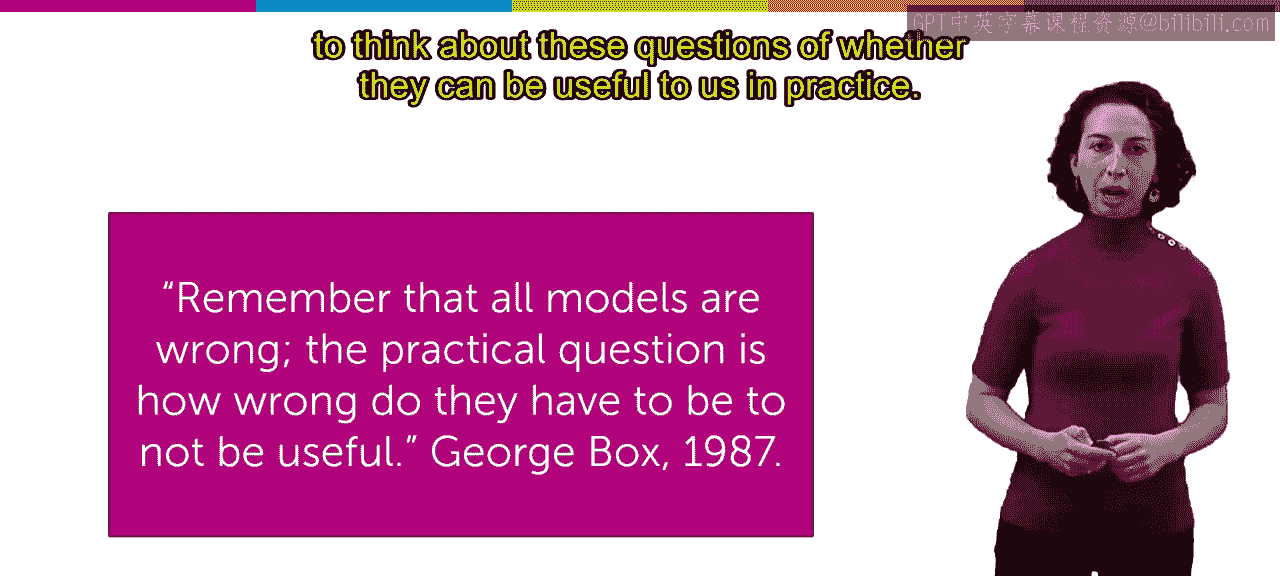 GPT中英字幕课程资源@bilibili.com
to think about these questions of whether
they can be useful to us in practice.
“Remember that all models are
wrong; the practical question is
how wrong do they have to be to
not be useful.” George Box, 1987.